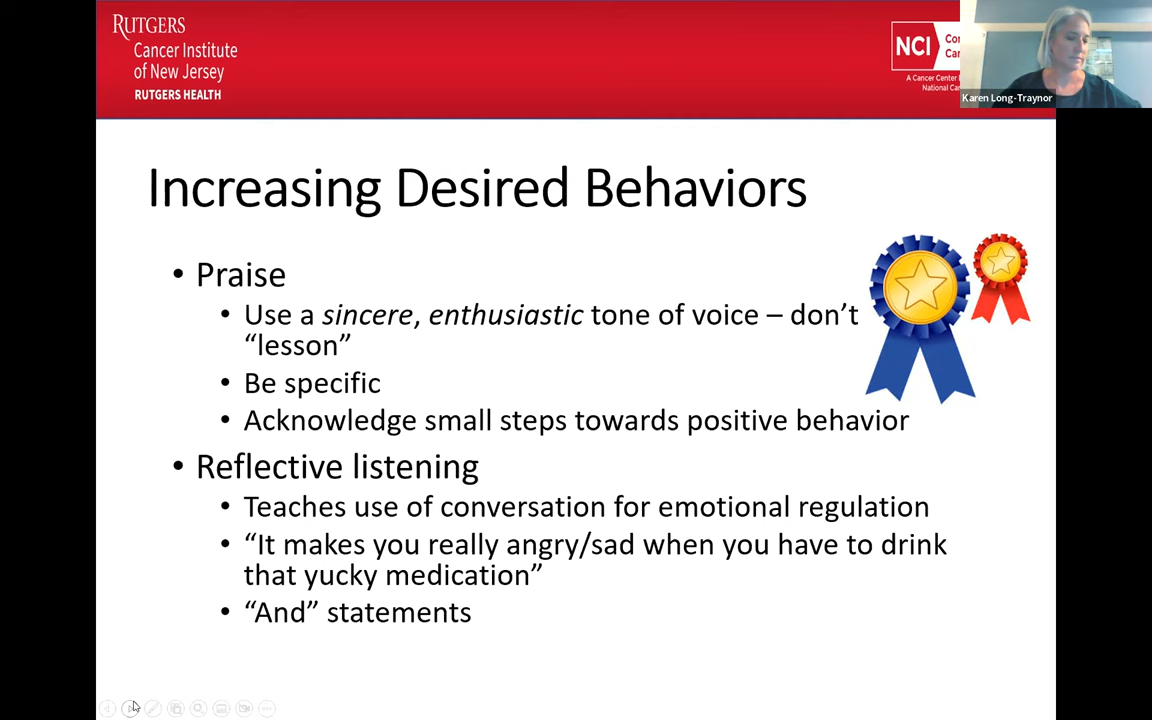 RUTGERS
Cancer Institute
of New Jersey
RUTGERS HEALTH
NCI
A Cancer Center
Karen Long-Traynor
Increasing Desired Behaviors
• Praise
• Use a sincere, enthusiastic tone of voice – don’t
“lesson”
• Be specific
• Acknowledge small steps towards positive behavior
• Reflective listening
• Teaches use of conversation for emotional regulation
• “It makes you really angry/sad when you have to drink
that yucky medication”
• “And” statements